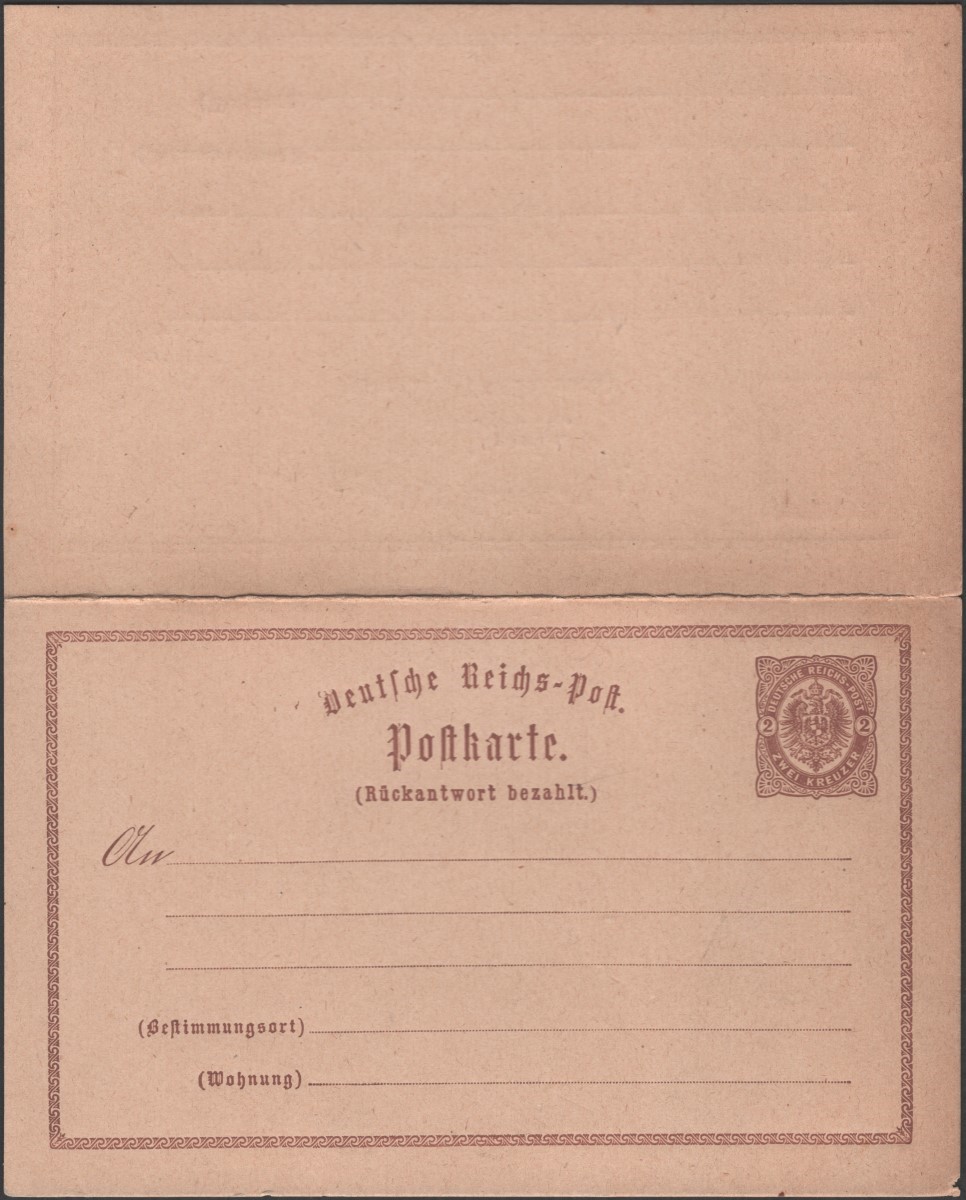 Deutſche Reichs-Poſt.
Poſtkarte.
(Rückantwort bezahlt.)
DEUTSCHE REICHS-POST
2 2
ZWEI KREUZER
An
(Beſtimmungsort)
(Wohnung)